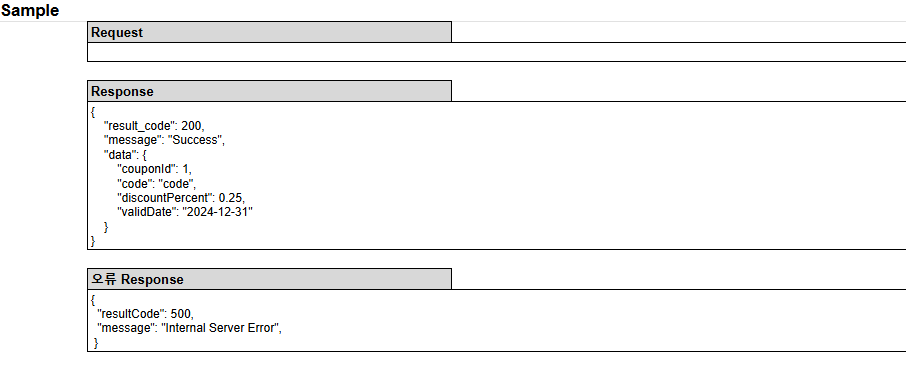 Sample
Request
Response
{
"result_code": 200,
"message": "Success",
"data": {
"couponId": 1,
"code": "code",
"discountPercent": 0.25,
"validDate": "2024-12-31"
}
}
오류 Response
{
"resultCode": 500,
"message": "Internal Server Error",
}